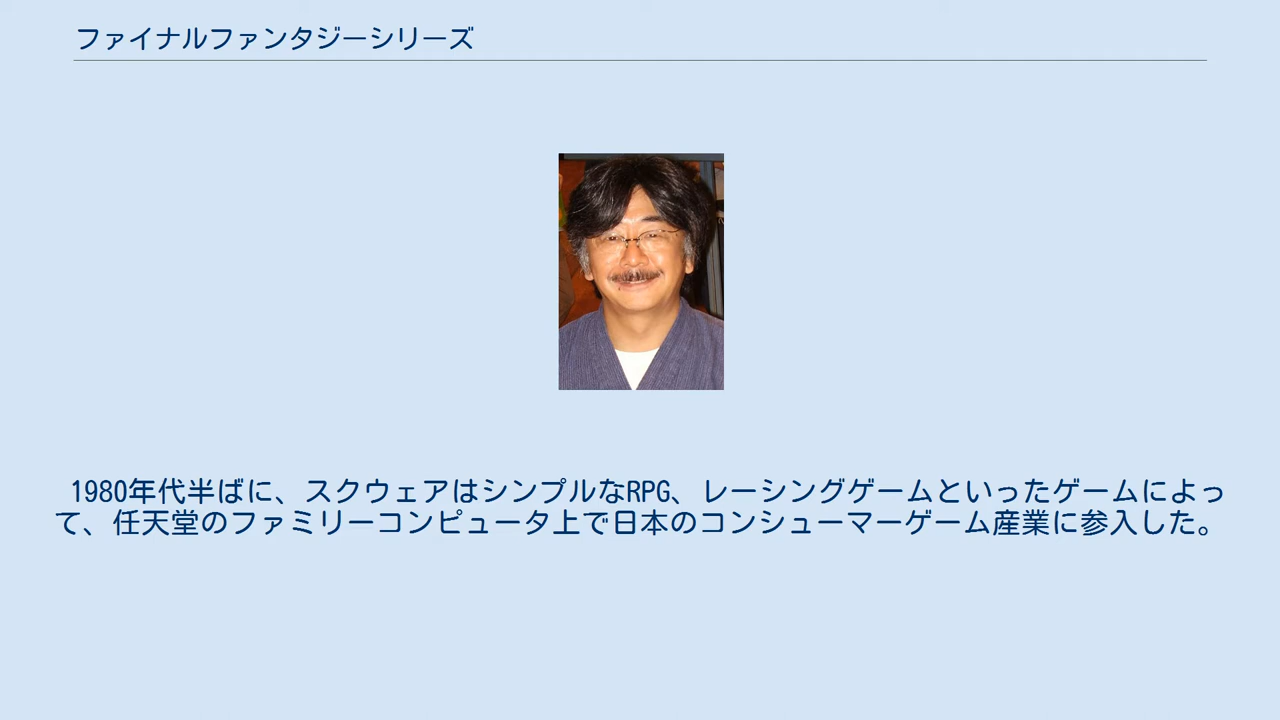 ファイナルファンタジーシリーズ
1980年代半ばに、スクウェアはシンプルなRPG、レーシングゲームといったゲームによっ
て、任天堂のファミリーコンピュータ上で日本のコンシューマーゲーム産業に参入した。